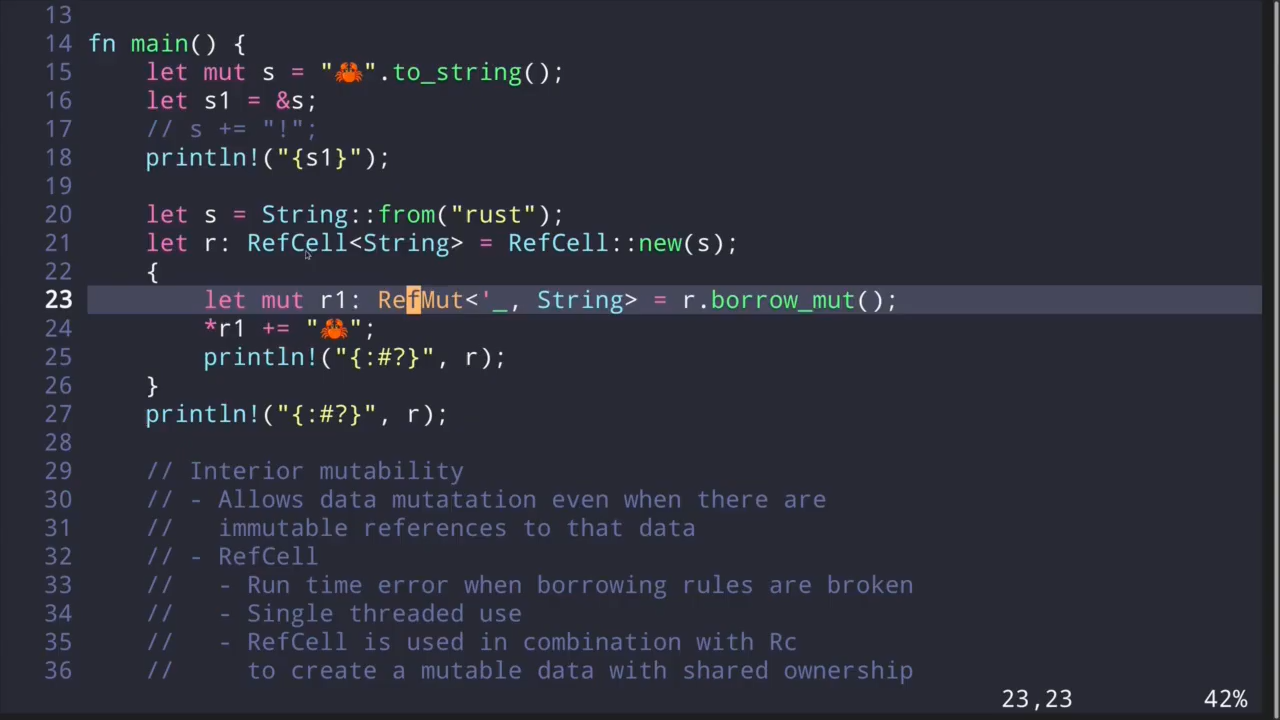 13
14 fn main() {
15     let mut s = "🦀".to_string();
16     let s1 = &s;
17     // s += "!";
18     println!("{s1}");
19
20     let s = String::from("rust");
21     let r: RefCell<String> = RefCell::new(s);
22     {
23         let mut r1: RefMut<'_, String> = r.borrow_mut();
24         *r1 += "🦀";
25         println!("{:#?}", r);
26     }
27     println!("{:#?}", r);
28
29     // Interior mutability
30     // - Allows data mutatation even when there are
31     //   immutable references to that data
32     // - RefCell
33     //   - Run time error when borrowing rules are broken
34     //   - Single threaded use
35     //   - RefCell is used in combination with Rc
36     //     to create a mutable data with shared ownership
23,23 42%